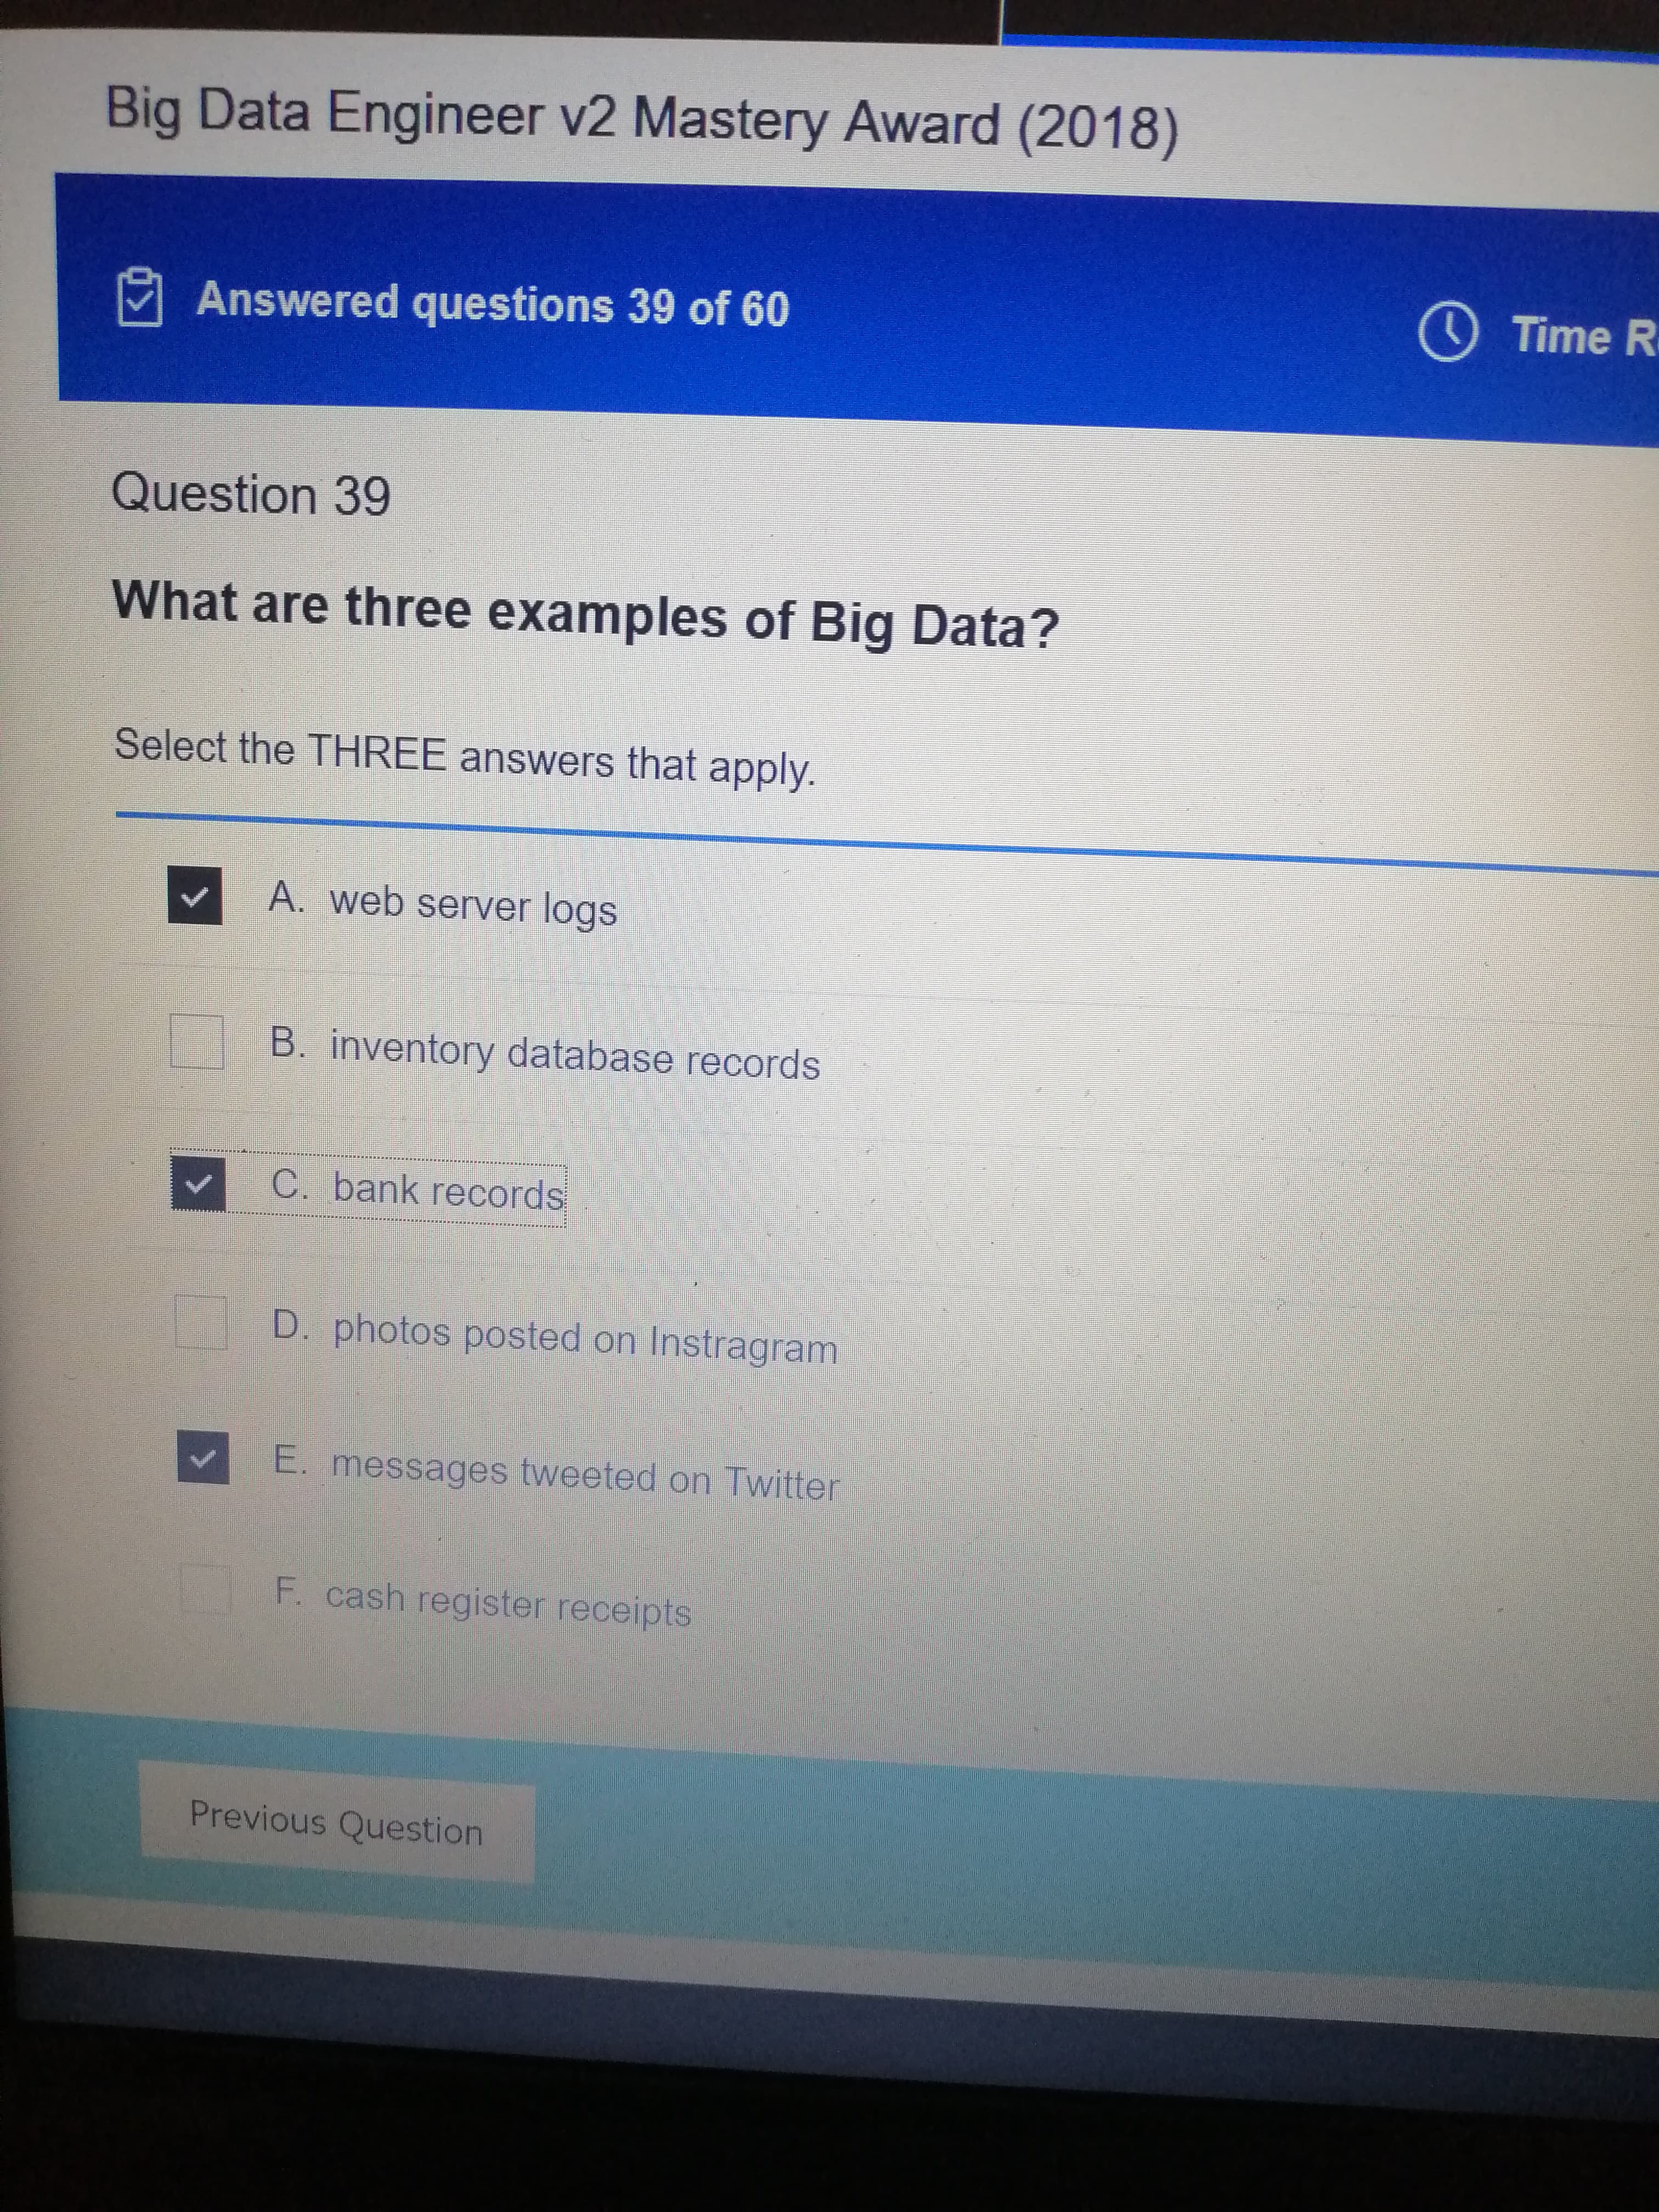 Big Data Engineer v2 Mastery Award (2018)
Answered questions 39 of 60
Time
Question 39
What are three examples of Big Data?
Select the THREE answers that apply.
A. web server logs
B. inventory database records
C. bank records
D. photos posted on Instragram
E. messages tweeted on Twitter
F. cash register receipts
Previous Question